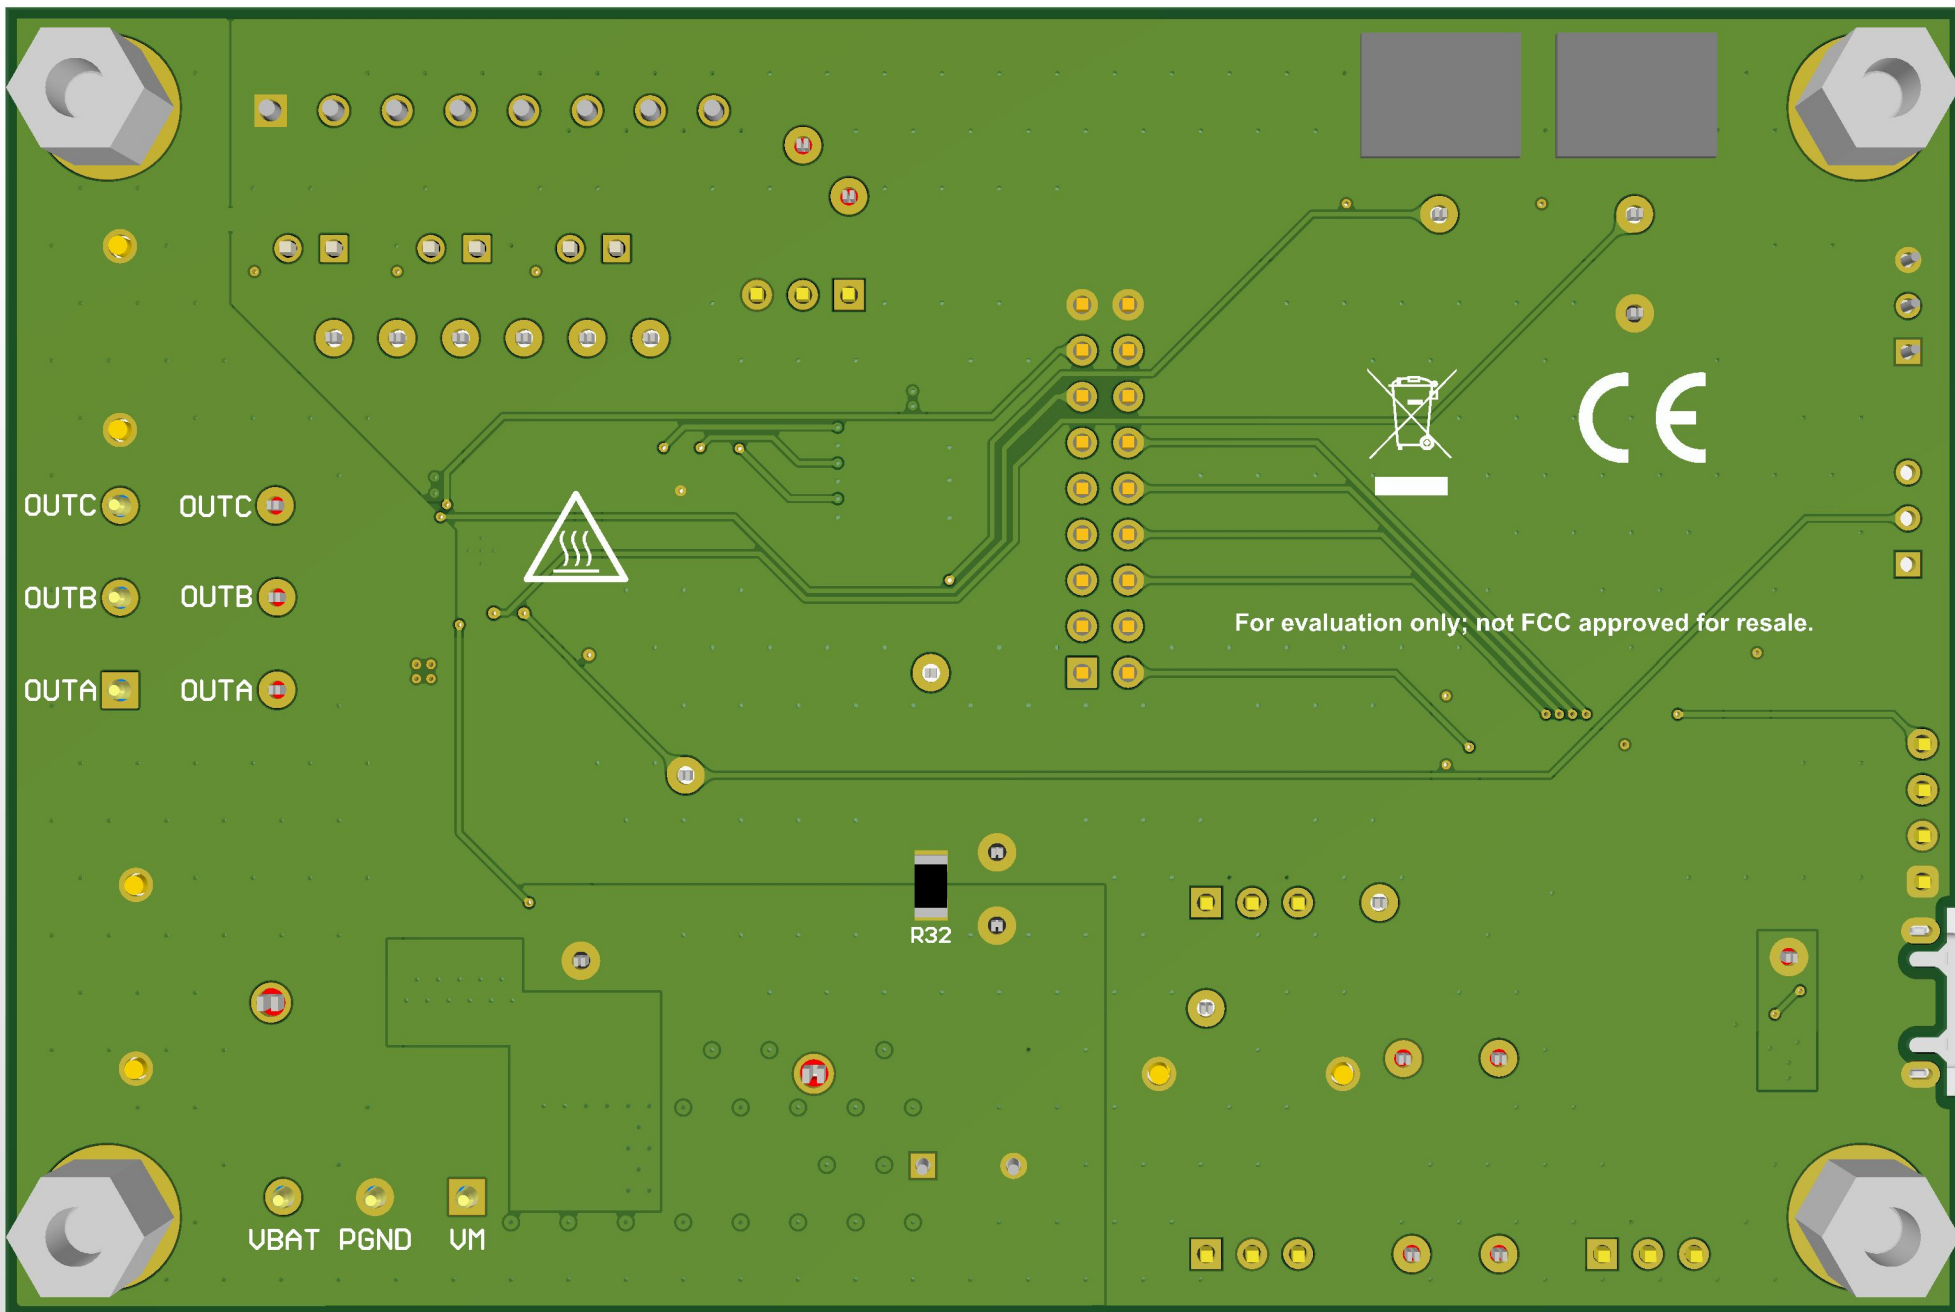 CE
OUTC OUTC
OUTB OUTB
For evaluation only; not FCC approved for resale.
OUTA OUTA
R32
VBAT PGND VM